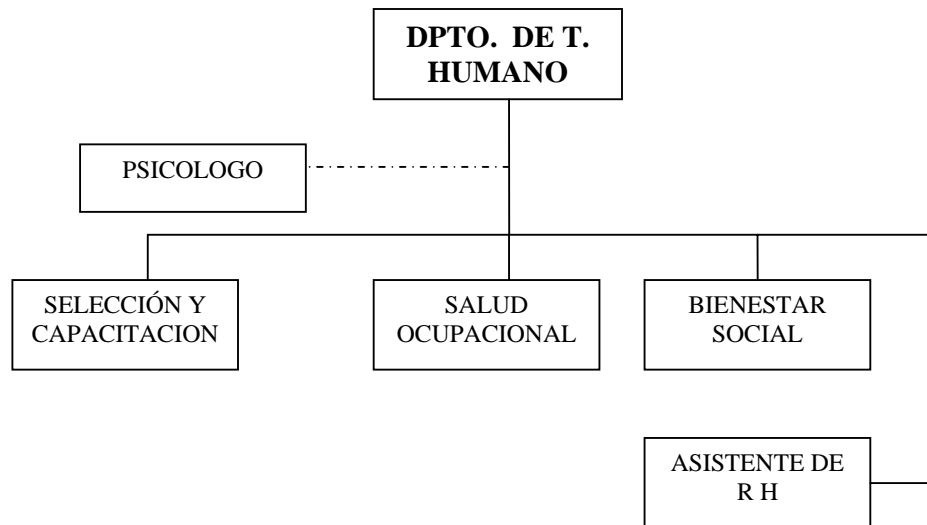 DPTO. DE T.
HUMANO
PSICOLOGO
SELECCIÓN Y
CAPACITACION
SALUD
OCUPACIONAL
BIENESTAR
SOCIAL
ASISTENTE DE
R H